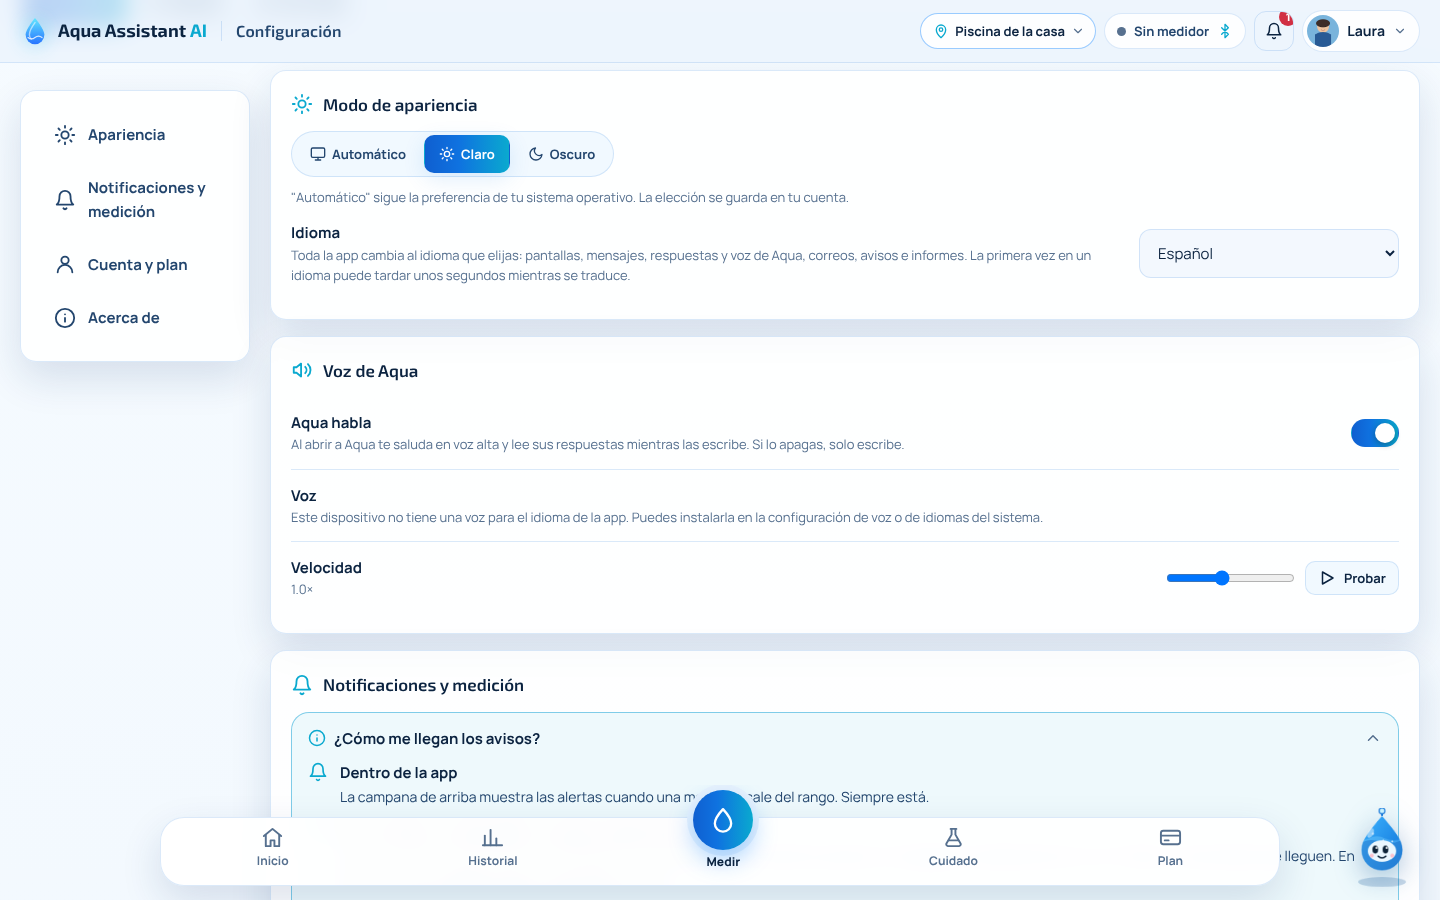 Aqua Assistant AI
Configuración
Piscina de la casa
Sin medidor
1
Laura
Apariencia
Notificaciones y
medición
Cuenta y plan
Acerca de
Modo de apariencia
Automático
Claro
Oscuro
"Automático" sigue la preferencia de tu sistema operativo. La elección se guarda en tu cuenta.
Idioma
Toda la app cambia al idioma que elijas: pantallas, mensajes, respuestas y voz de Aqua, correos, avisos e informes. La primera vez en un
idioma puede tardar unos segundos mientras se traduce.
Español
Voz de Aqua
Aqua habla
Al abrir a Aqua te saluda en voz alta y lee sus respuestas mientras las escribe. Si lo apagas, solo escribe.
Voz
Este dispositivo no tiene una voz para el idioma de la app. Puedes instalarla en la configuración de voz o de idiomas del sistema.
Velocidad
1.0×
Probar
Notificaciones y medición
¿Cómo me llegan los avisos?
Dentro de la app
La campana de arriba muestra las alertas cuando una del rango. Siempre está.
lleguen. En
Inicio
Historial
Medir
Cuidado
Plan